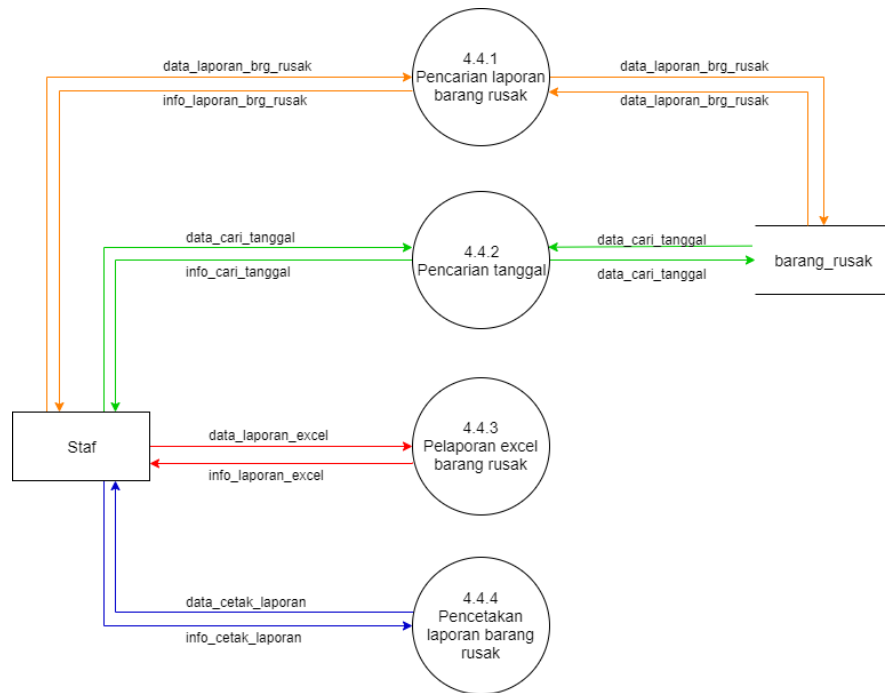 4.4.1
Pencarian laporan
barang rusak
data_laporan_brg_rusak
info_laporan_brg_rusak
data_laporan_brg_rusak
data_laporan_brg_rusak
4.4.2
Pencarian tanggal
data_cari_tanggal
info_cari_tanggal
data_cari_tanggal
data_cari_tanggal
barang_rusak
Staf
4.4.3
Pelaporan excel
barang rusak
data_laporan_excel
info_laporan_excel
4.4.4
Pencetakan
laporan barang
rusak
data_cetak_laporan
info_cetak_laporan